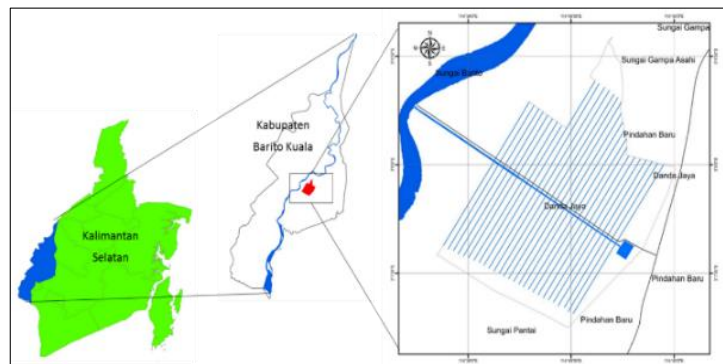 Kalimantan
Selatan
Kabupaten
Barito Kuala
N
Sungai Barito
Sungai Gampa
Sungai Gampa Asahi
Pindahan Baru
Danda Jaya
Danda Jaya
Pindahan Baru
Pindahan Baru
Sungai Pantai